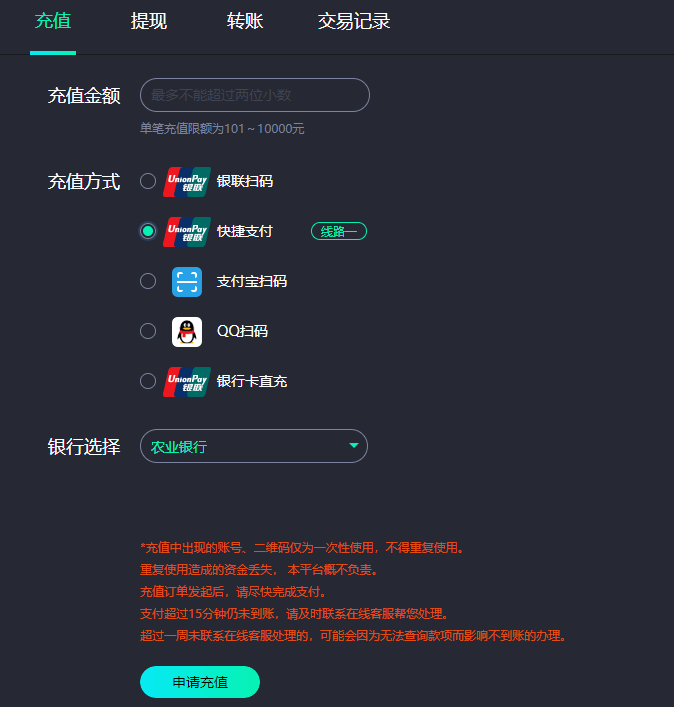 充值 提现 转账 交易记录
充值金额 最多不能超过两位小数
单笔充值限额为101～10000元
充值方式 UnionPay 银联 银联扫码
UnionPay 银联 快捷支付 线路一
支付宝扫码
QQ扫码
UnionPay 银联 银行卡直充
银行选择 农业银行
*充值中出现的账号、二维码仅为一次性使用，不得重复使用。
重复使用造成的资金丢失， 本平台概不负责。
充值订单发起后，请尽快完成支付。
支付超过15分钟仍未到账，请及时联系在线客服帮您处理。
超过一周未联系在线客服处理的，可能会因为无法查询款项而影响不到账的办理。
申请充值